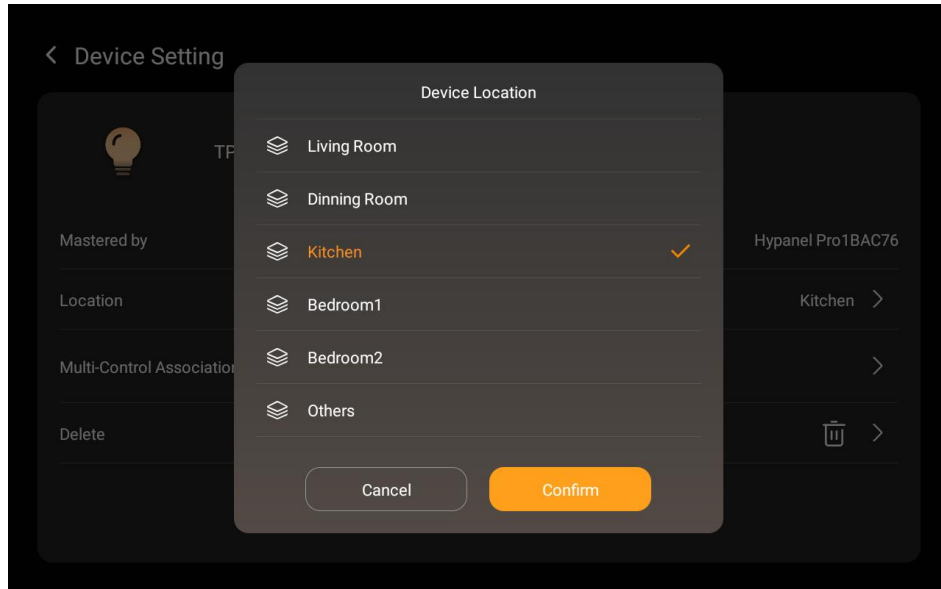 Device Setting
Device Location
TP
Living Room
Dinning Room
Mastered by
Hypanel Pro1BAC76
Kitchen
Location
Kitchen
Bedroom1
Multi-Control Association
Bedroom2
Others
Delete
Cancel
Confirm